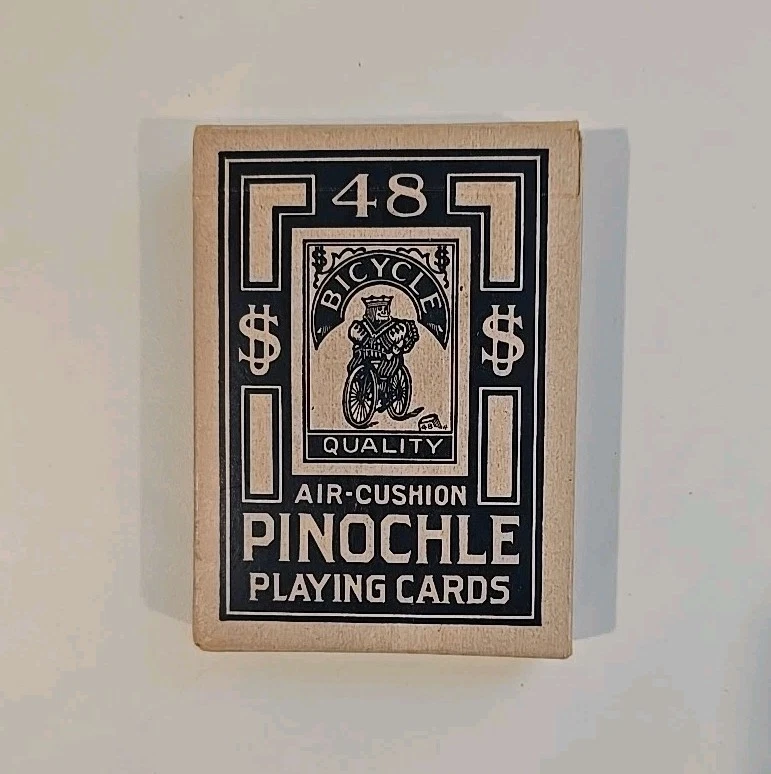 48
$ $
BICYCLE
$ $
QUALITY
AIR-CUSHION
PINOCHLE
PLAYING CARDS